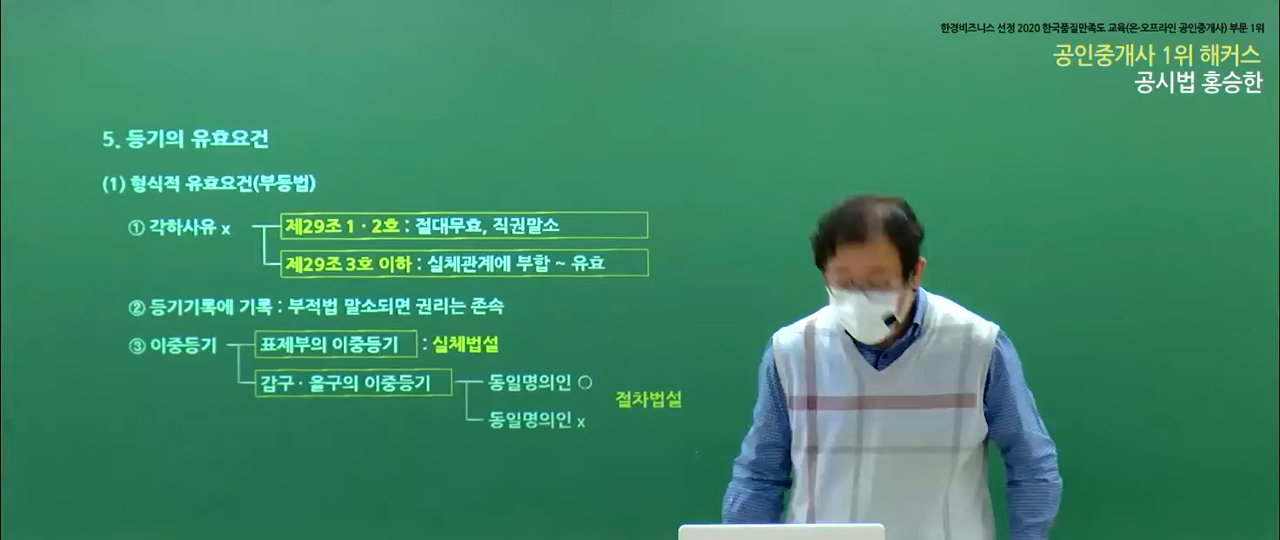 한경비즈니스 선정 2020 한국품질만족도 교육(온·오프라인 공인중개사) 부문 1위
공인중개사 1위 해커스
공시법 홍승한
5. 등기의 유효요건
(1) 형식적 유효요건(부등법)
① 각하사유 x
제29조 1 · 2호 : 절대무효, 직권말소
제29조 3호 이하 : 실체관계에 부합 ~ 유효
② 등기기록에 기록 : 부적법 말소되면 권리는 존속
③ 이중등기
표제부의 이중등기 : 실체법설
갑구 · 을구의 이중등기
동일명의인 ○
동일명의인 x
절차법설